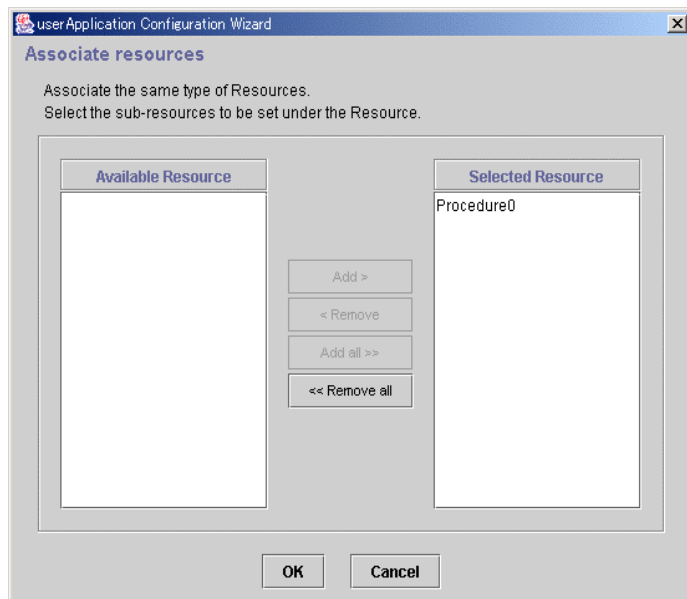 userApplication Configuration Wizard
Associate resources
Associate the same type of Resources.
Select the sub-resources to be set under the Resource.
Available Resource
Selected Resource
Procedure0
Add >
< Remove
Add all >>
<< Remove all
OK
Cancel